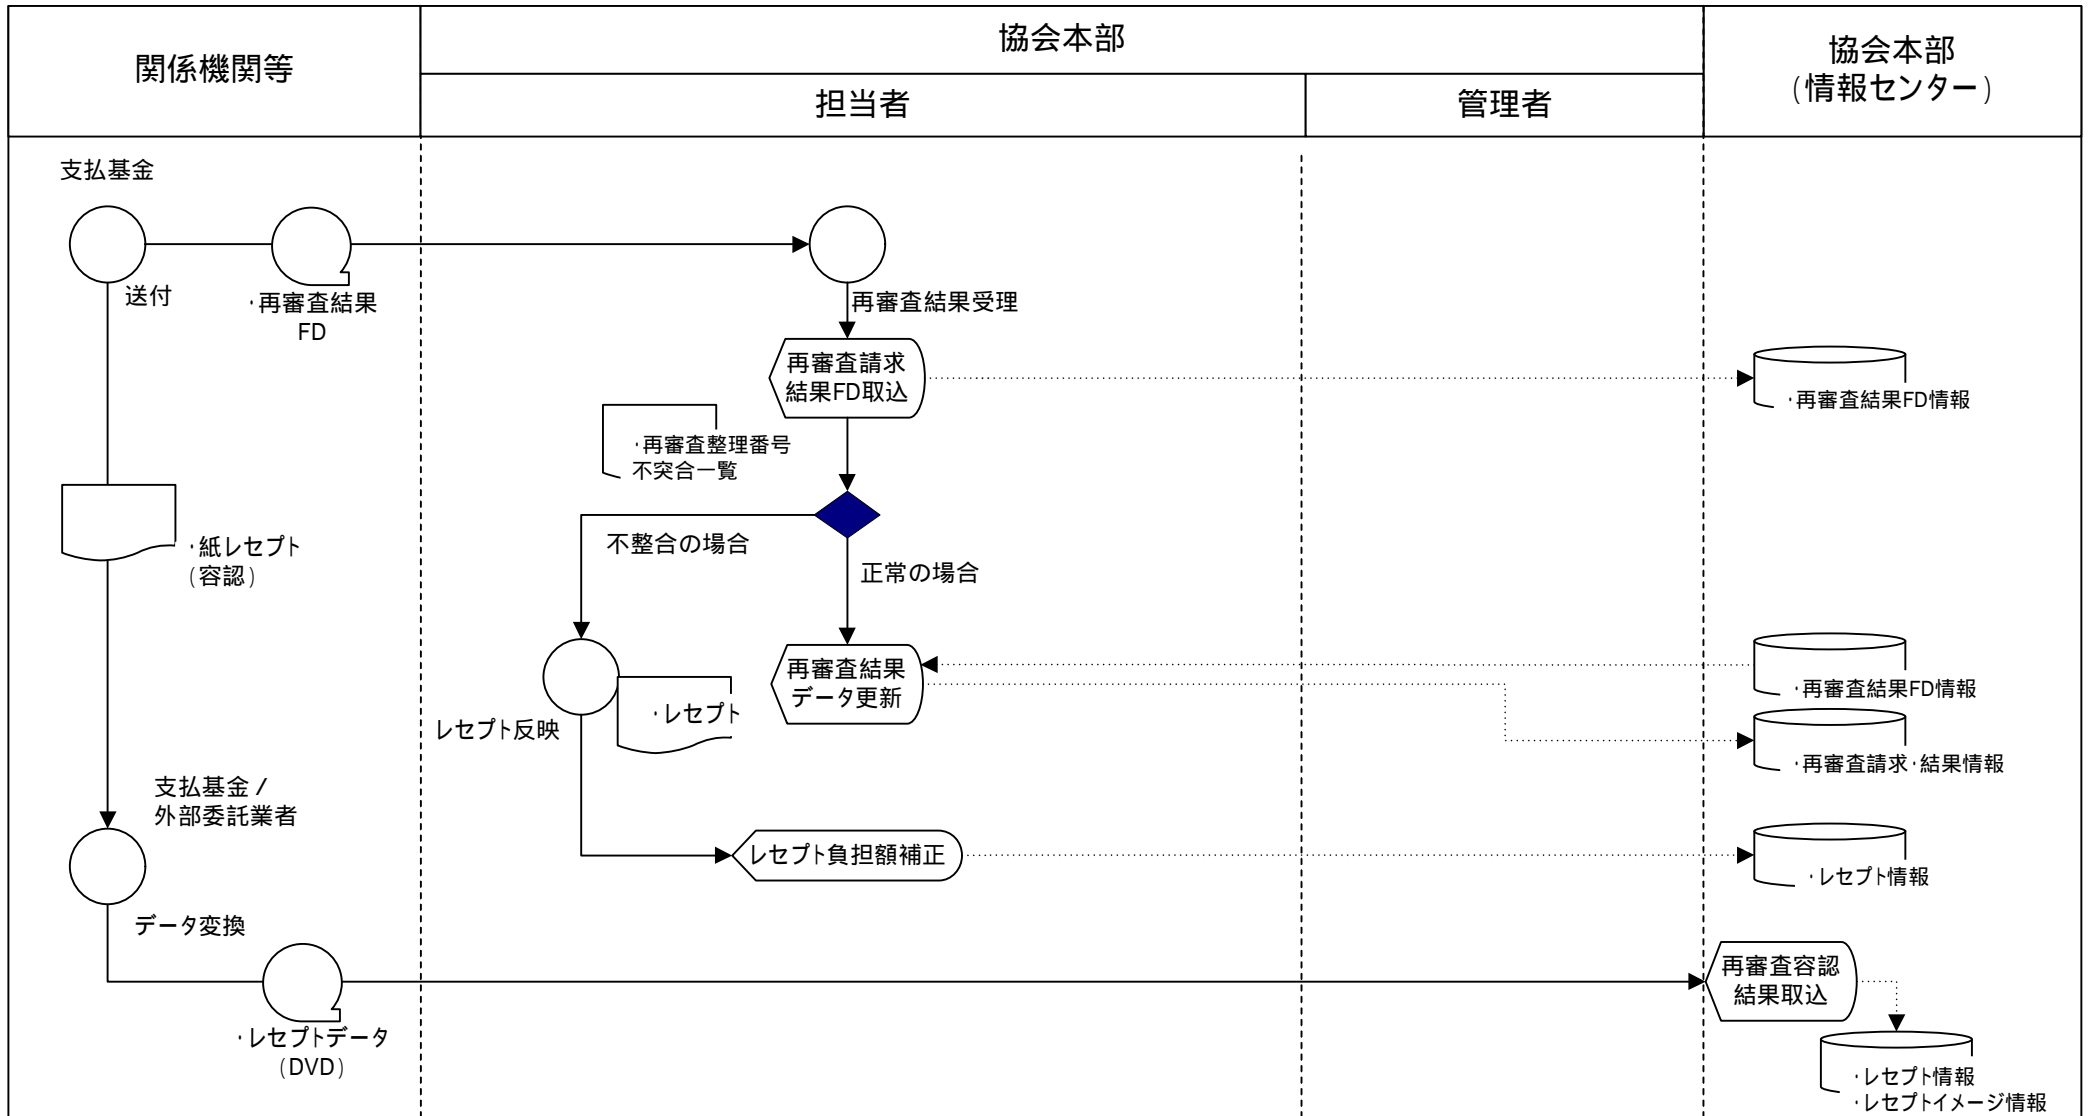 関係機関等
協会本部
担当者
管理者
協会本部
(情報センター)
支払基金
送付
・再審査結果
FD
再審査結果受理
再審査請求
結果FD取込
・再審査結果FD情報
・再審査整理番号
不突合一覧
・紙レセプト
(容認)
不整合の場合
正常の場合
再審査結果
データ更新
・再審査結果FD情報
・レセプト
レセプト反映
・再審査請求・結果情報
支払基金/
外部委託業者
レセプト負担額補正
・レセプト情報
データ変換
・レセプトデータ
(DVD)
再審査容認
結果取込
・レセプト情報
・レセプトイメージ情報